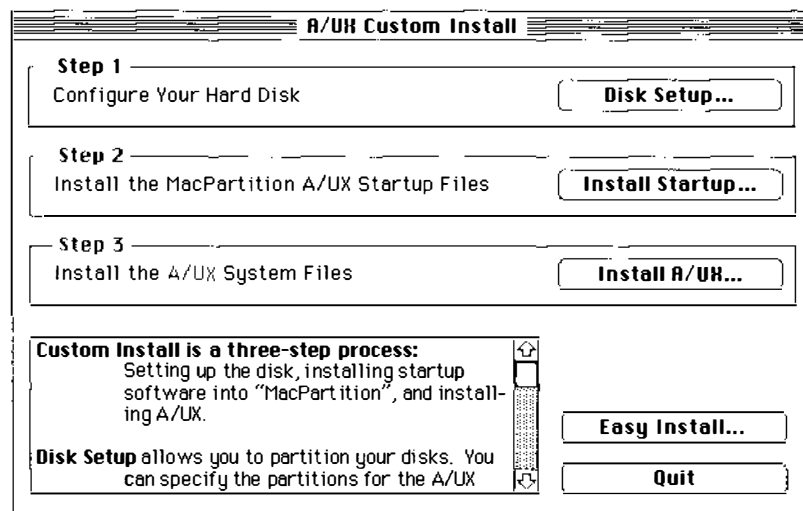 A/UX Custom Install
Step 1
Configure Your Hard Disk
Disk Setup...
Step 2
Install the MacPartition A/UX Startup Files
Install Startup...
Step 3
Install the A/UX System Files
Install A/UX...
Custom Install is a three-step process:
Setting up the disk, installing startup
software into “MacPartition”, and install-
ing A/UX.
Disk Setup allows you to partition your disks. You
can specify the partitions for the A/UX
Easy Install...
Quit